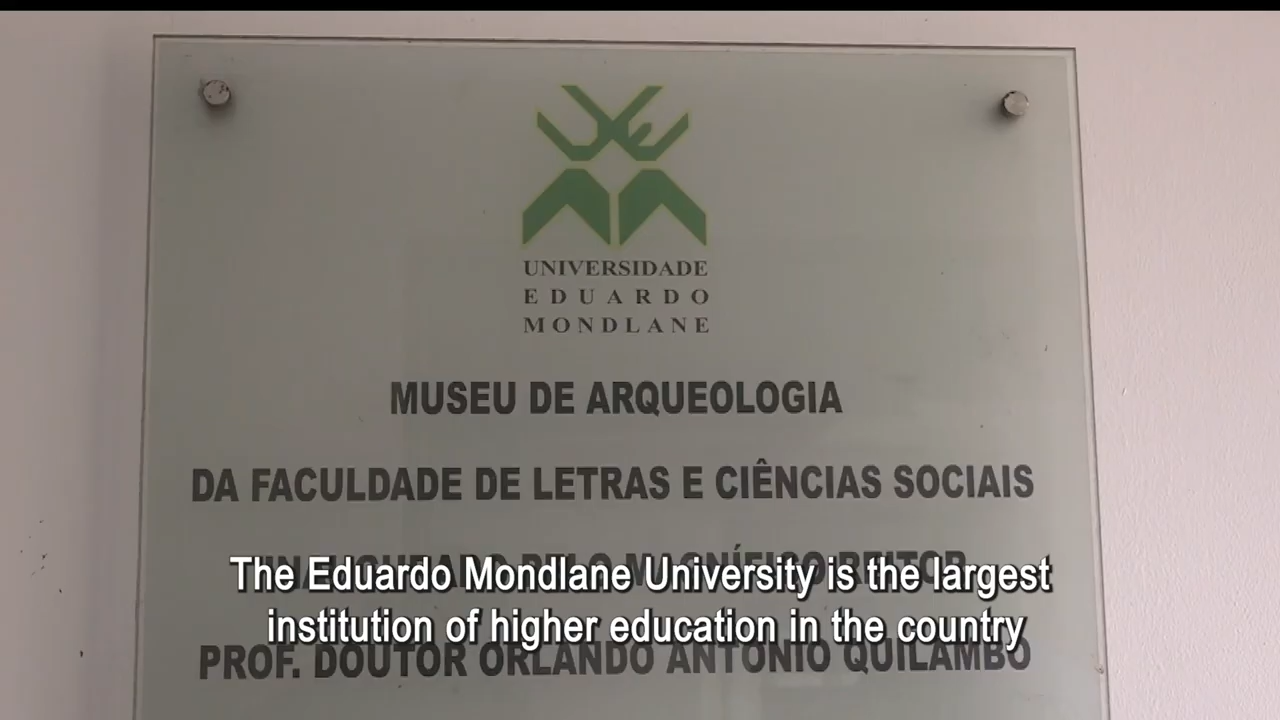 UNIVERSIDADE
EDUARDO
MONDLANE
MUSEU DE ARQUEOLOGIA
DA FACULDADE DE LETRAS E CIÊNCIAS SOCIAIS
The Eduardo Mondlane University is the largest
institution of higher education in the country
PROF. DOUTOR ORLANDO ANTÓNIO QUILAMBO